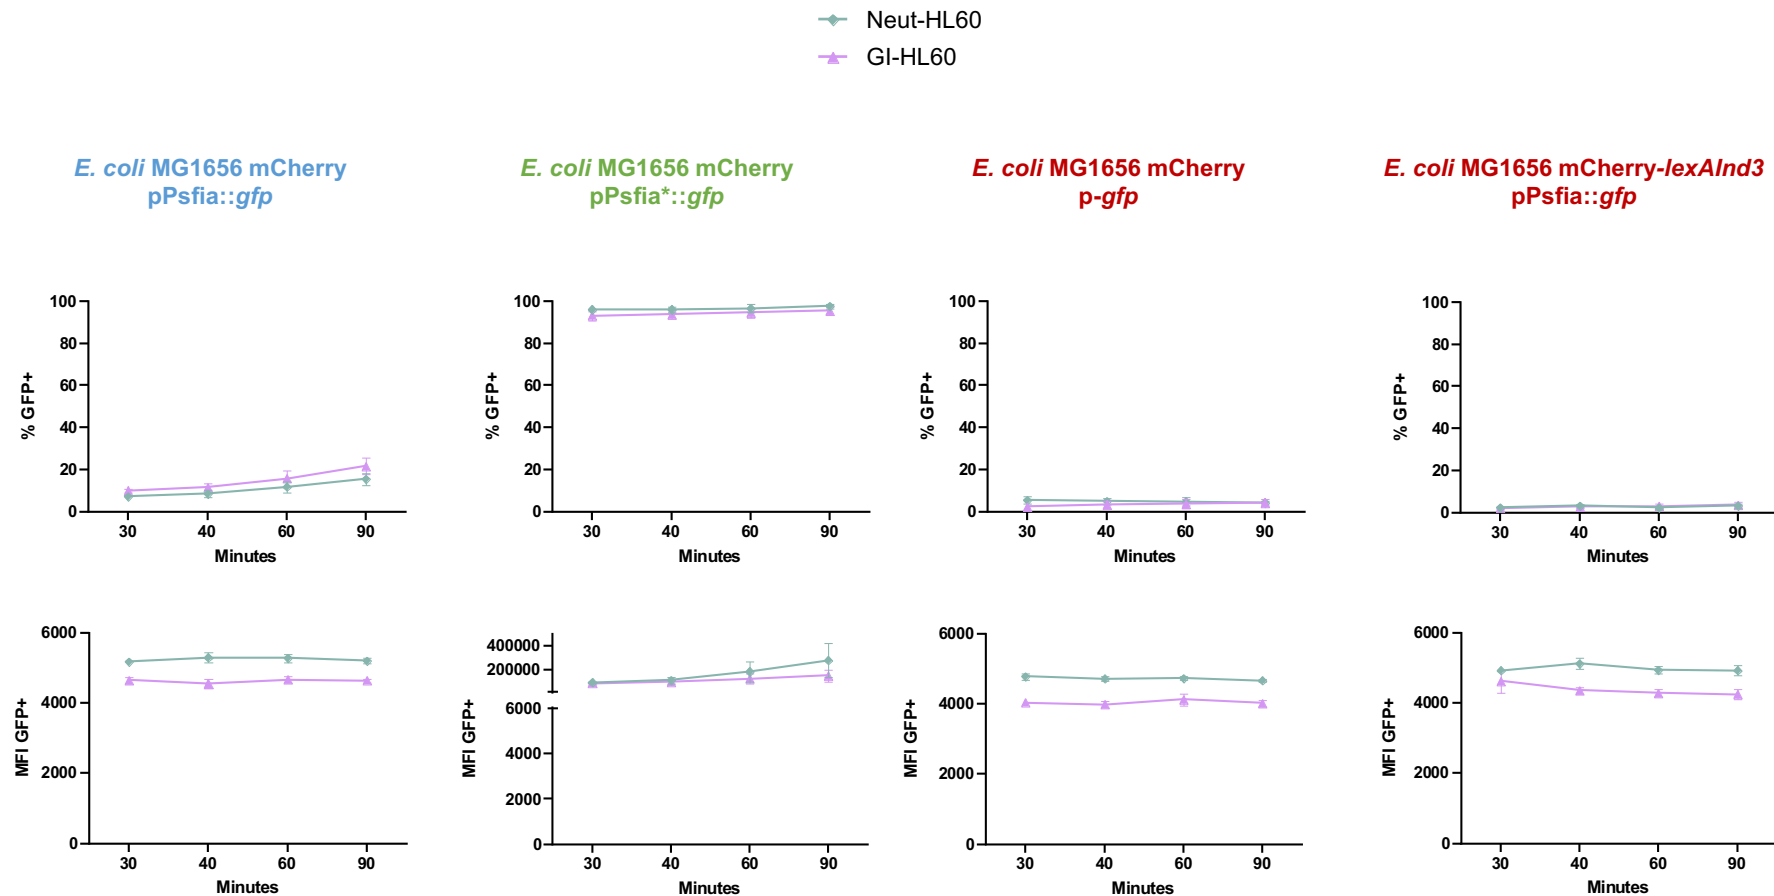 Neut-HL60
GI-HL60
E. coli MG1656 mCherry
pPsfia::gfp
E. coli MG1656 mCherry
pPsfia*::gfp
E. coli MG1656 mCherry
p-gfp
E. coli MG1656 mCherry-lexAInd3
pPsfia::gfp
100
80
60
40
20
0
% GFP+
30 40 60 90
Minutes
100
80
60
40
20
0
% GFP+
30 40 60 90
Minutes
100
80
60
40
20
0
% GFP+
30 40 60 90
Minutes
100
80
60
40
20
0
% GFP+
30 40 60 90
Minutes
6000
4000
2000
0
MFI GFP+
30 40 60 90
Minutes
400000
200000
6000
4000
2000
0
MFI GFP+
30 40 60 90
Minutes
6000
4000
2000
0
MFI GFP+
30 40 60 90
Minutes
6000
4000
2000
0
MFI GFP+
30 40 60 90
Minutes